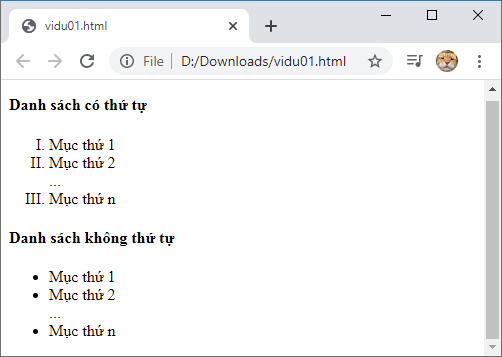 vidu01.html
File D:/Downloads/vidu01.html
Danh sách có thứ tự
I. Mục thứ 1
II. Mục thứ 2
...
III. Mục thứ n
Danh sách không thứ tự
• Mục thứ 1
• Mục thứ 2
...
• Mục thứ n